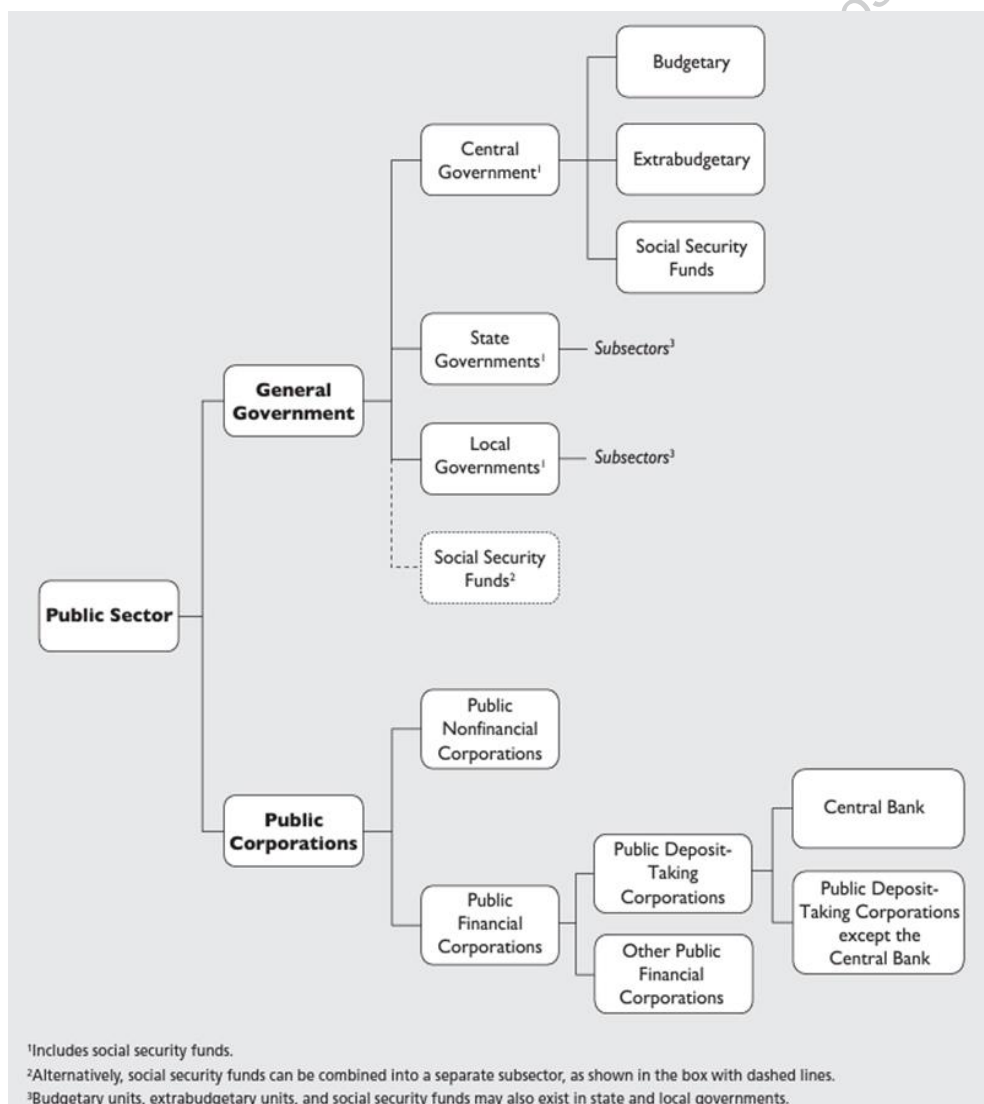 Budgetary
Central
Government¹
Extrabudgetary
Social Security
Funds
State
Governments¹
Subsectors³
General
Government
Local
Governments¹
Subsectors³
Social Security
Funds²
Public Sector
Public
Nonfinancial
Corporations
Public
Corporations
Central Bank
Public Deposit-
Taking
Corporations
Public Deposit-
Taking Corporations
except the
Central Bank
Public
Financial
Corporations
Other Public
Financial
Corporations
¹Includes social security funds.
²Alternatively, social security funds can be combined into a separate subsector, as shown in the box with dashed lines.
³Budgetary units, extrabudgetary units, and social security funds may also exist in state and local governments.